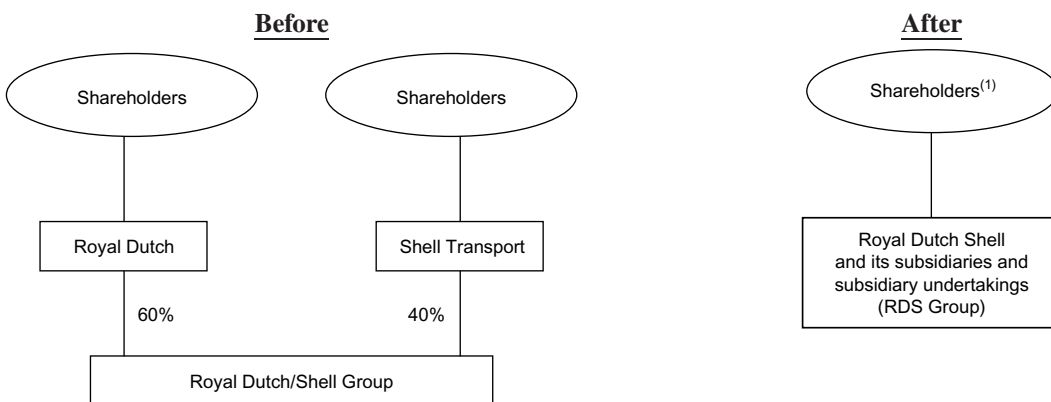 Before
Shareholders
Shareholders
Royal Dutch
Shell Transport
60%
40%
Royal Dutch/Shell Group
After
Shareholders(1)
Royal Dutch Shell
and its subsidiaries and
subsidiary undertakings
(RDS Group)